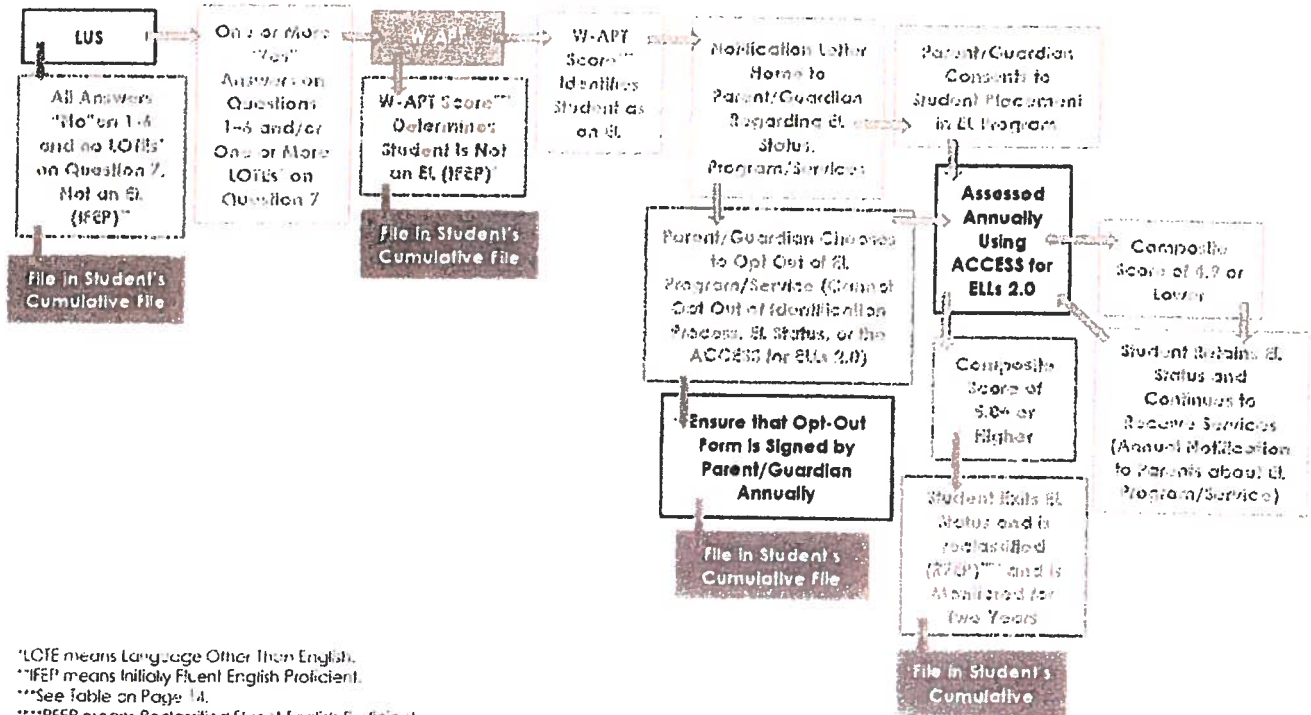 LUS
All Answers
"No" on 1-6
and no LOTEs*
on Question 7.
Not an EL
(IFEP)**
File in Student's
Cumulative File
One or More
"Yes"
Answers on
Questions
1-6 and/or
One or More
LOTEs* on
Question 7
W-APT
W-APT Score***
Determines
Student Is Not
an EL (IFEP)*
File in Student's
Cumulative File
W-APT
Score***
Identifies
Student as
an EL
Notification Letter
Home to
Parent/Guardian
Regarding EL
Status,
Program/Services
Parent/Guardian
Consents to
Student Placement
in EL Program
Parent/Guardian Chooses
to Opt Out of EL
Program/Service (Cannot
Opt Out of Identification
Process, EL Status, or the
ACCESS for ELLs 2.0)
Ensure that Opt-Out
Form is Signed by
Parent/Guardian
Annually
File in Student's
Cumulative File
Assessed
Annually
Using
ACCESS for
ELLs 2.0
Composite
Score of 4.9 or
Lower
Student Retains EL
Status and
Continues to
Receive Services
(Annual Notification
to Parents about EL
Program/Service)
Composite
Score of
or
Higher
Student Exits EL
Status and is
reclassified
(RFEP)**** and is
Monitored for
Two Years
File in Student's
Cumulative
*LOTE means Language Other Than English.
**IFEP means Initially Fluent English Proficient.
***See Table on Page 14.
****RFEP means Reclassified Fluent English Proficient